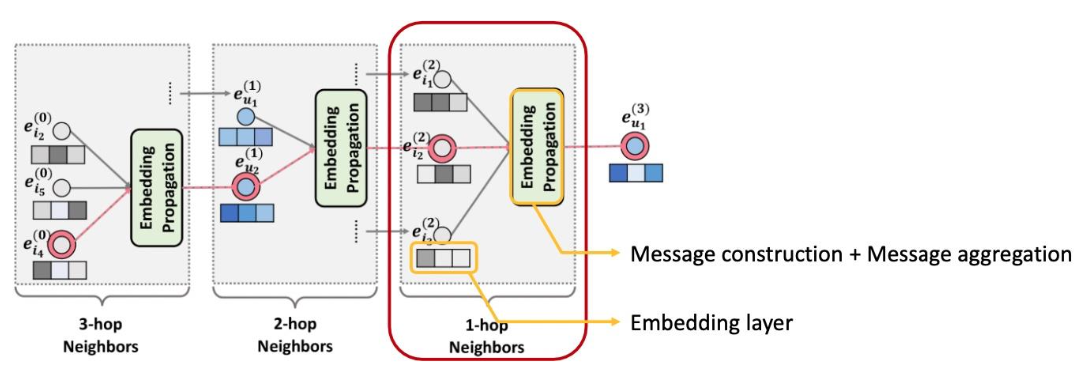 e_{i_2}^{(0)}
e_{i_5}^{(0)}
e_{i_4}^{(0)}
Embedding
Propagation
3-hop
Neighbors
e_{u_1}^{(1)}
e_{u_2}^{(1)}
Embedding
Propagation
2-hop
Neighbors
e_{i_1}^{(2)}
e_{i_2}^{(2)}
e_{i_3}^{(2)}
Embedding
Propagation
1-hop
Neighbors
e_{u_1}^{(3)}
Message construction + Message aggregation
Embedding layer